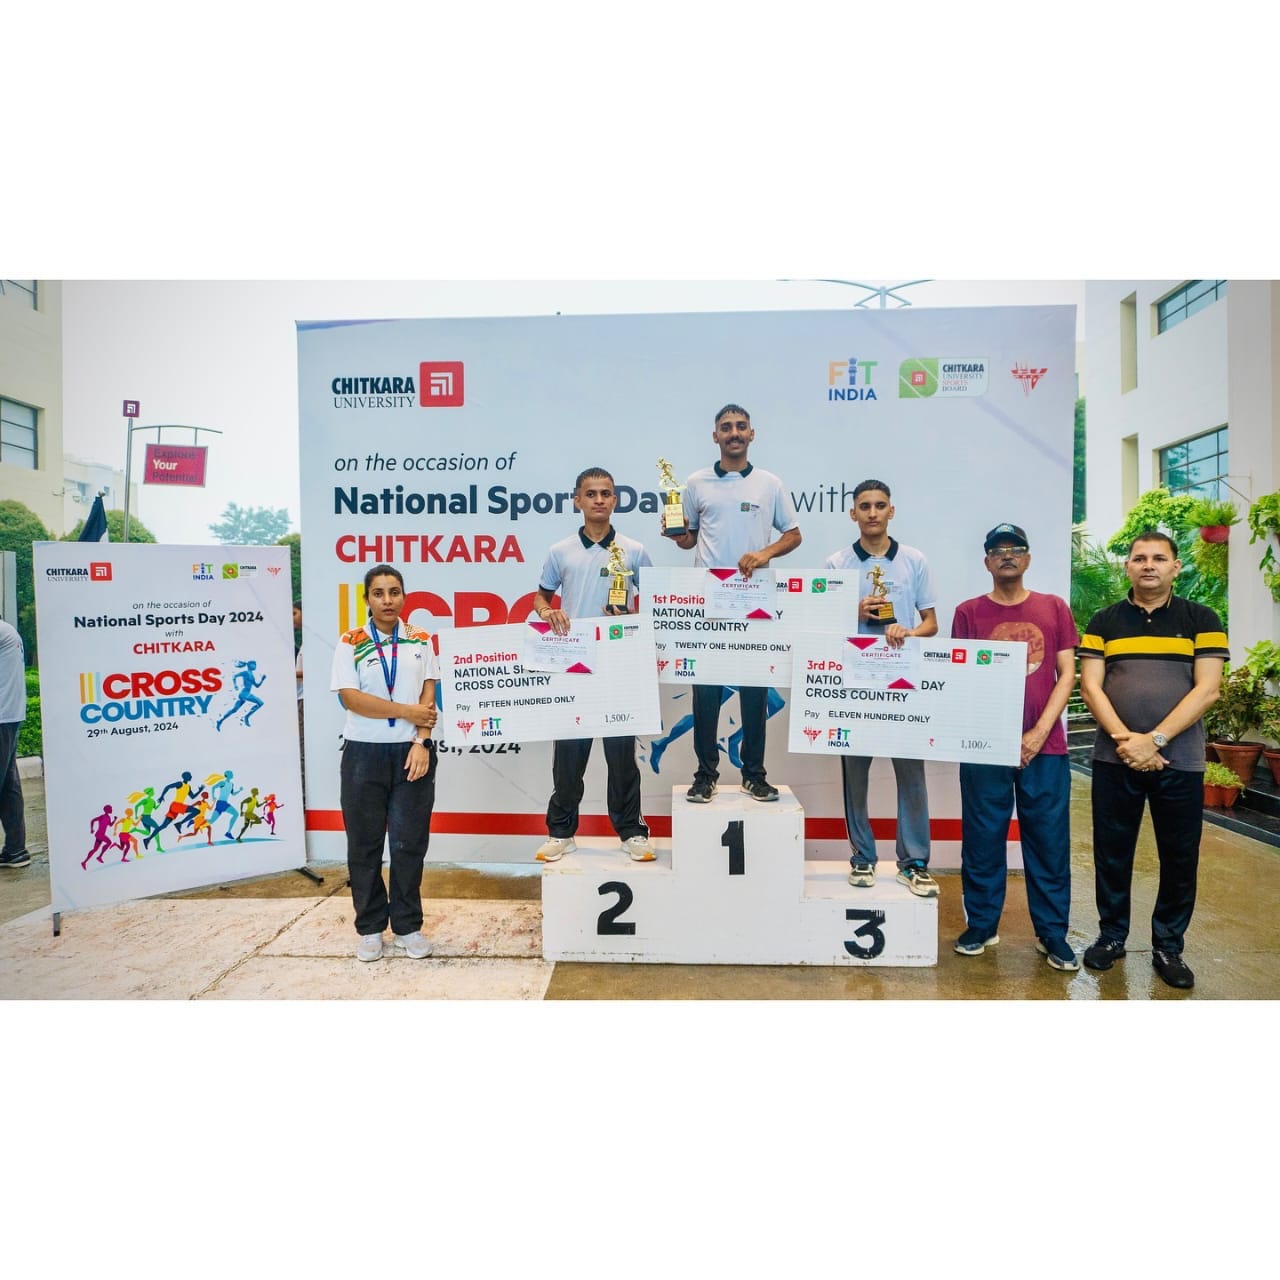 Explore
Your
Potential
CHITKARA
UNIVERSITY
FIT
INDIA
on the occasion of
National Sports Day 2024
with
CHITKARA
CROSS
COUNTRY
29th August, 2024
CHITKARA
UNIVERSITY
FIT
INDIA
CHITKARA
UNIVERSITY
SPORTS
BOARD
on the occasion of
National Sports Day
with
CHITKARA
2024
2nd Position
NATIONAL
CROSS COUNTRY
Pay FIFTEEN HUNDRED ONLY
FIT
INDIA
₹ 1,500/-
CERTIFICATE
1st
NATIONAL
CROSS COUNTRY
Pay TWENTY ONE HUNDRED ONLY
FIT
INDIA
₹
CERTIFICATE
CHITKARA
3rd
DAY
CROSS COUNTRY
Pay ELEVEN HUNDRED ONLY
FIT
INDIA
₹ 1,100/-
CERTIFICATE
CHITKARA
UNIVERSITY
1
2
3